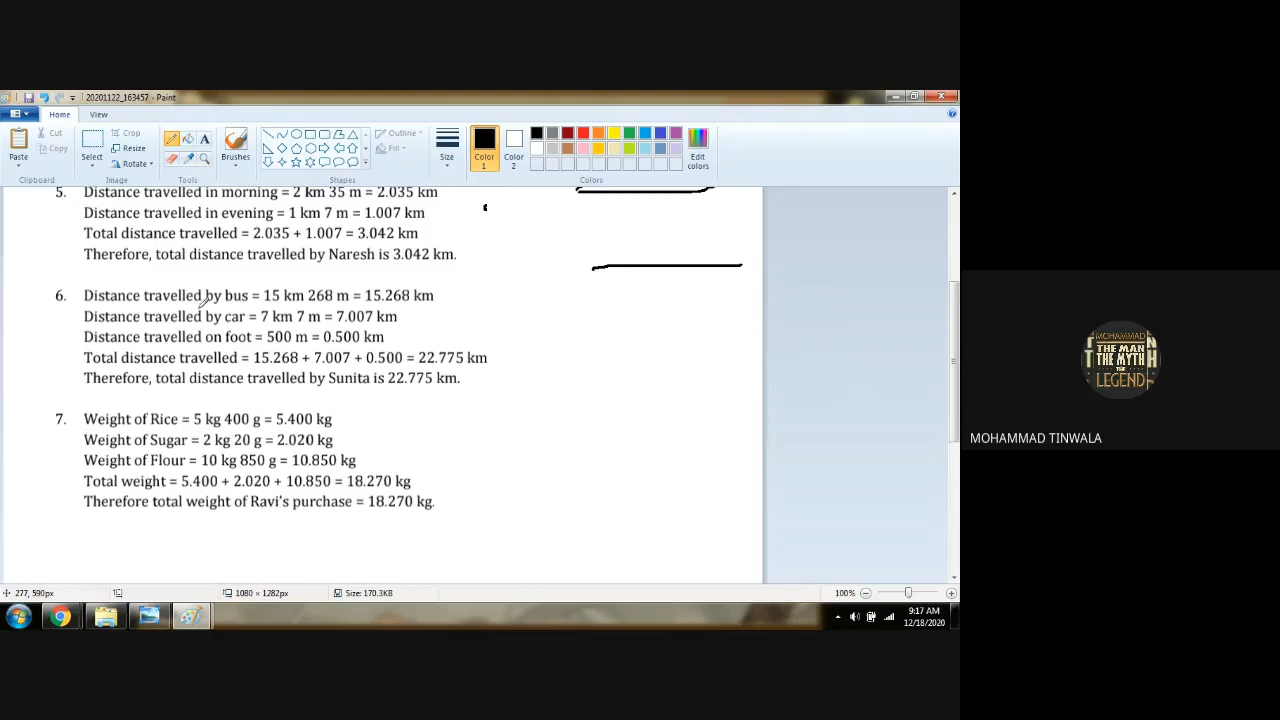 20201122_163457 - Paint
Home
View
Paste
Cut
Copy
Clipboard
Select
Crop
Resize
Rotate
Image
Tools
Brushes
Outline
Fill
Shapes
Size
Color 1
Color 2
Edit colors
Colors
5. Distance travelled in morning = 2 km 35 m = 2.035 km
Distance travelled in evening = 1 km 7 m = 1.007 km
Total distance travelled = 2.035 + 1.007 = 3.042 km
Therefore, total distance travelled by Naresh is 3.042 km.
6. Distance travelled by bus = 15 km 268 m = 15.268 km
Distance travelled by car = 7 km 7 m = 7.007 km
Distance travelled on foot = 500 m = 0.500 km
Total distance travelled = 15.268 + 7.007 + 0.500 = 22.775 km
Therefore, total distance travelled by Sunita is 22.775 km.
7. Weight of Rice = 5 kg 400 g = 5.400 kg
Weight of Sugar = 2 kg 20 g = 2.020 kg
Weight of Flour = 10 kg 850 g = 10.850 kg
Total weight = 5.400 + 2.020 + 10.850 = 18.270 kg
Therefore total weight of Ravi's purchase = 18.270 kg.
277, 590px
1080 × 1282px
Size: 170.3KB
100%
9:17 AM
12/18/2020
MOHAMMAD
THE MAN
THE MYTH
THE
LEGEND
MOHAMMAD TINWALA